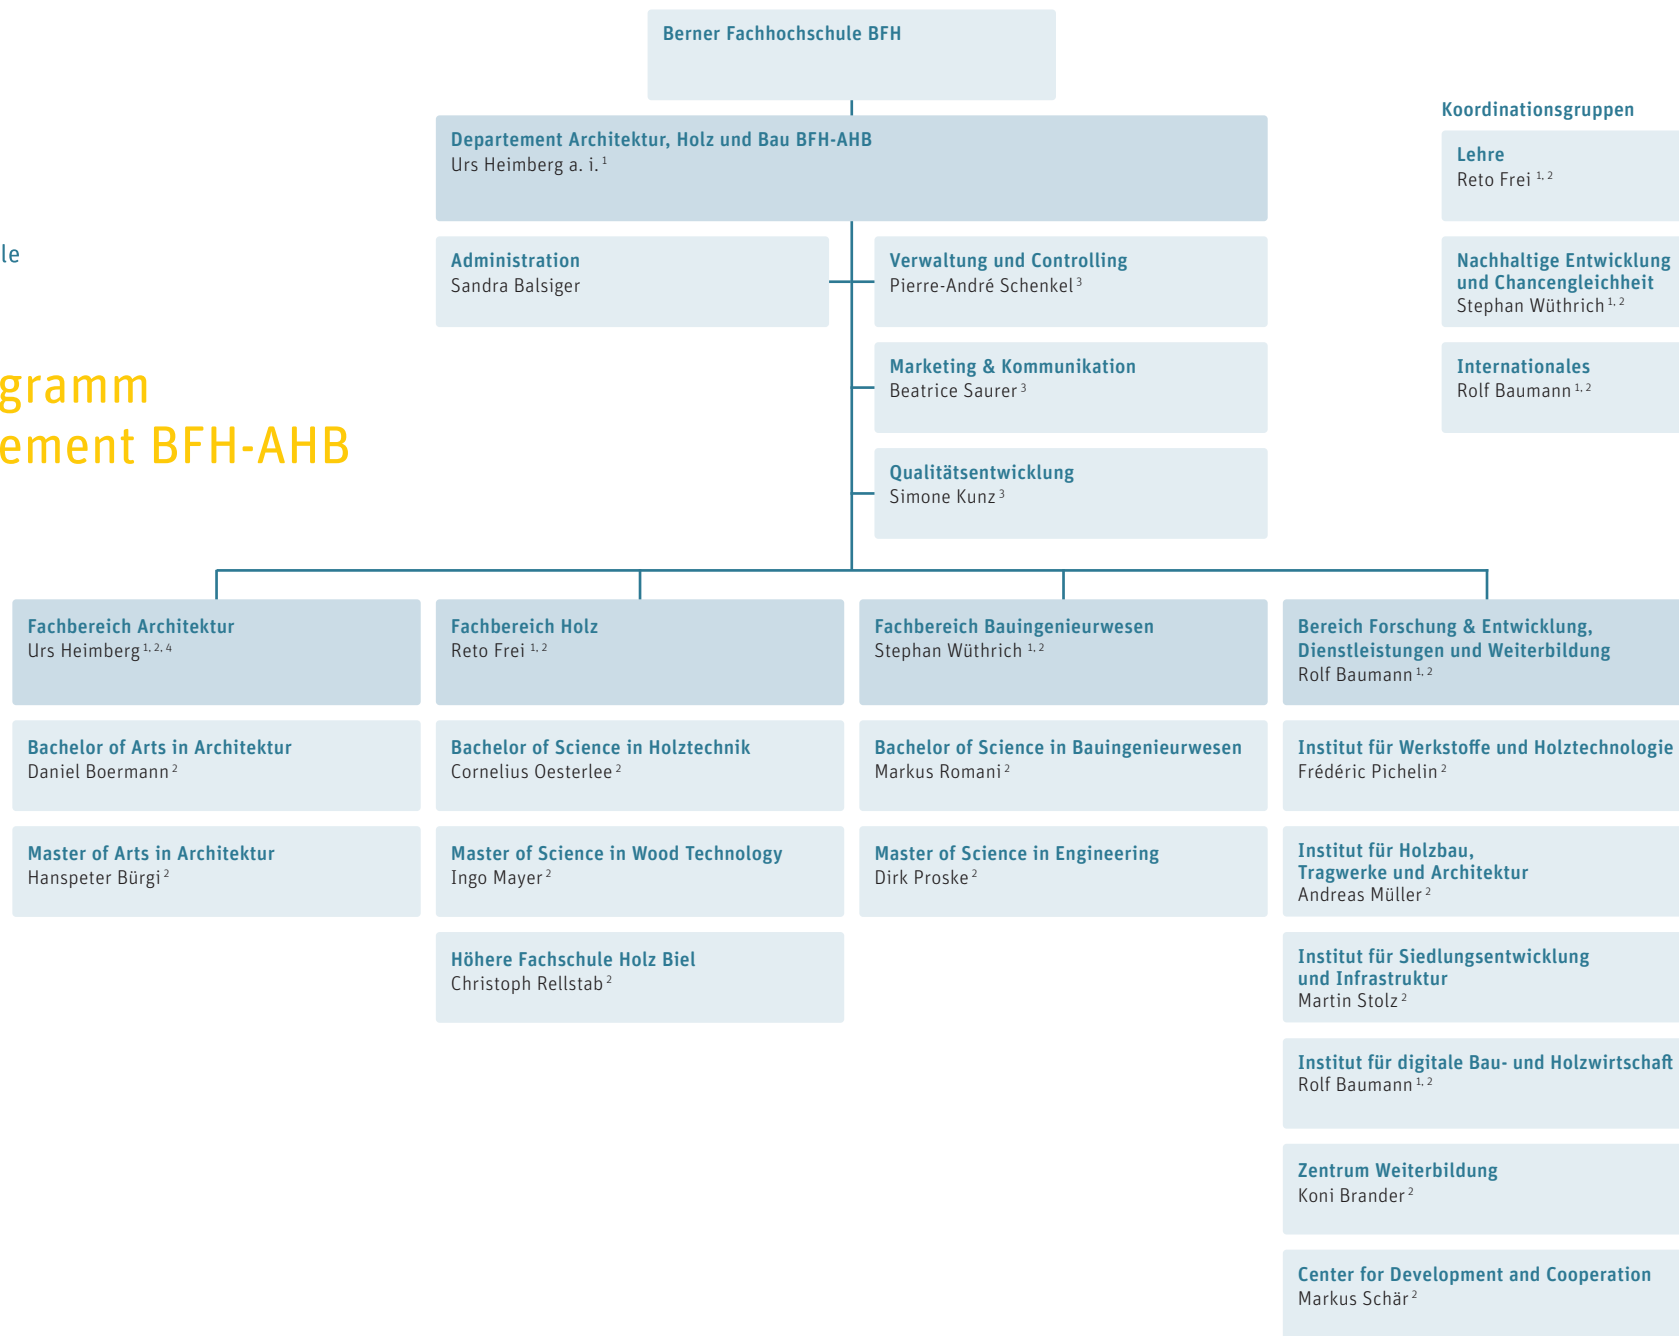 Berner Fachhochschule BFH
Departement Architektur, Holz und Bau BFH-AHB
Urs Heimberg a. i. 1
Koordinationsgruppen
Lehre
Reto Frei 1, 2
Nachhaltige Entwicklung
und Chancengleichheit
Stephan Wüthrich 1, 2
Internationales
Rolf Baumann 1, 2
le
gramm
ement BFH-AHB
Administration
Sandra Balsiger
Verwaltung und Controlling
Pierre-André Schenkel 3
Marketing & Kommunikation
Beatrice Saurer 3
Qualitätsentwicklung
Simone Kunz 3
Fachbereich Architektur
Urs Heimberg 1, 2, 4
Bachelor of Arts in Architektur
Daniel Boermann 2
Master of Arts in Architektur
Hanspeter Bürgi 2
Fachbereich Holz
Reto Frei 1, 2
Bachelor of Science in Holztechnik
Cornelius Oesterlee 2
Master of Science in Wood Technology
Ingo Mayer 2
Höhere Fachschule Holz Biel
Christoph Rellstab 2
Fachbereich Bauingenieurwesen
Stephan Wüthrich 1, 2
Bachelor of Science in Bauingenieurwesen
Markus Romani 2
Master of Science in Engineering
Dirk Proske 2
Bereich Forschung & Entwicklung,
Dienstleistungen und Weiterbildung
Rolf Baumann 1, 2
Institut für Werkstoffe und Holztechnologie
Frédéric Pichelin 2
Institut für Holzbau,
Tragwerke und Architektur
Andreas Müller 2
Institut für Siedlungsentwicklung
und Infrastruktur
Martin Stolz 2
Institut für digitale Bau- und Holzwirtschaft
Rolf Baumann 1, 2
Zentrum Weiterbildung
Koni Brander 2
Center for Development and Cooperation
Markus Schär 2